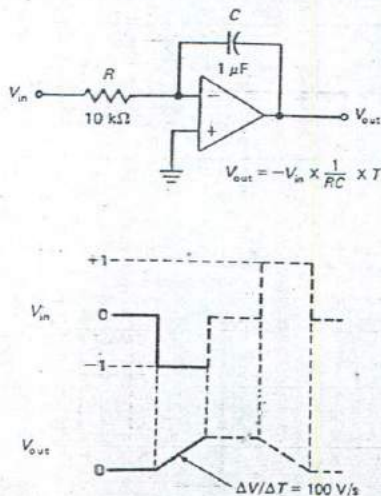 C
R
1 μF
V_in
−
10 kΩ
+
V_out
V_out = −V_in × 1/RC × T
+1
V_in
0
−1
V_out
0
ΔV/ΔT = 100 V/s